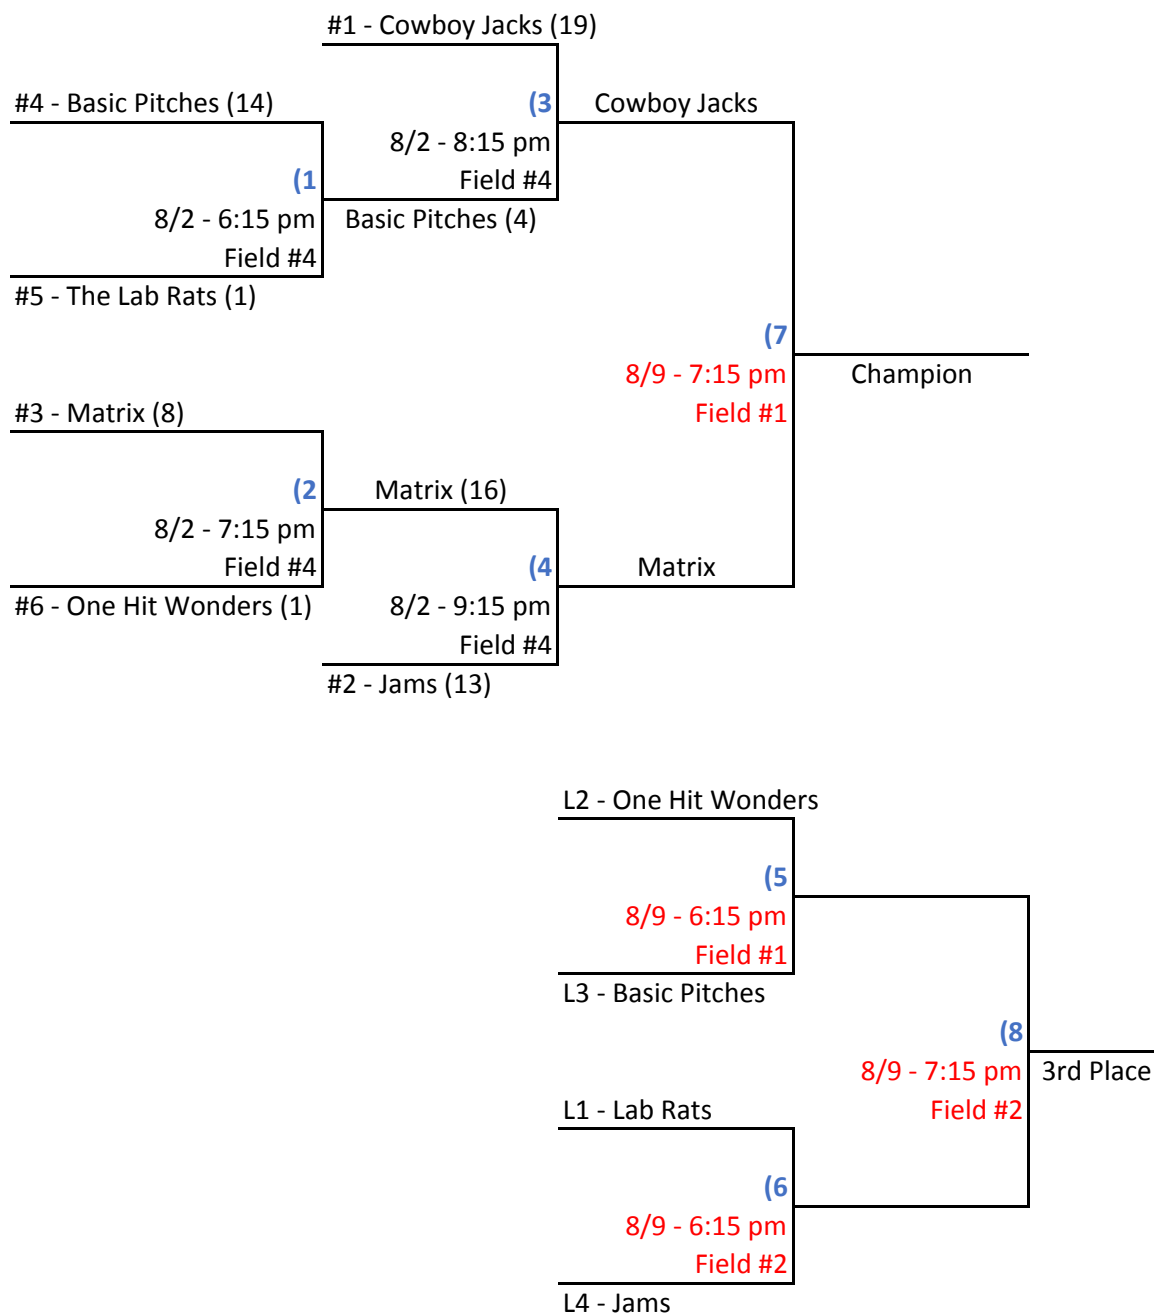 #1 - Cowboy Jacks (19)
#4 - Basic Pitches (14)
(3
Cowboy Jacks
8/2 - 8:15 pm
(1
Field #4
8/2 - 6:15 pm
Basic Pitches (4)
Field #4
#5 - The Lab Rats (1)
(7
8/9 - 7:15 pm
Champion
#3 - Matrix (8)
Field #1
(2
Matrix (16)
8/2 - 7:15 pm
Field #4
(4
Matrix
#6 - One Hit Wonders (1)
8/2 - 9:15 pm
Field #4
#2 - Jams (13)
L2 - One Hit Wonders
(5
8/9 - 6:15 pm
Field #1
L3 - Basic Pitches
(8
8/9 - 7:15 pm
3rd Place
L1 - Lab Rats
Field #2
(6
8/9 - 6:15 pm
Field #2
L4 - Jams